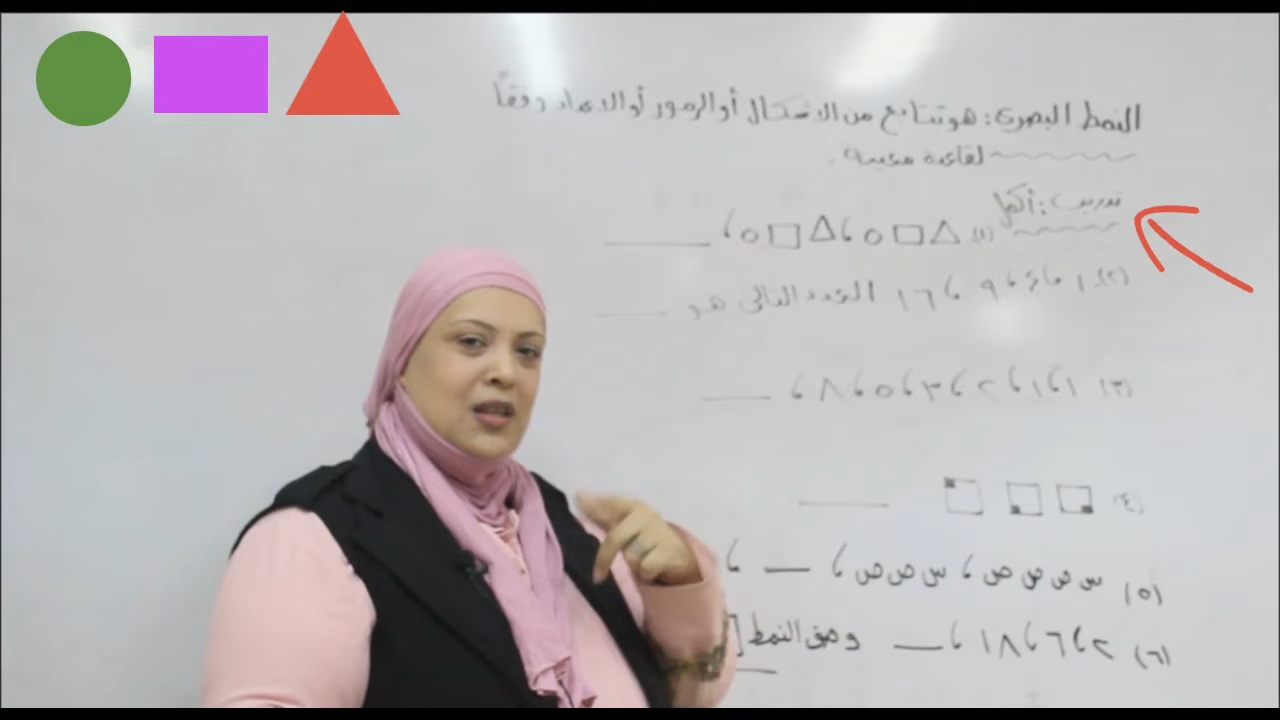 النمط البصري: هو تتابع من الاشكال أو الرموز أو الاعداد وفقاً
لقاعدة معينة.
تدريب: أكمل
(١) △ □ ○ ، △ □ ○ ، ____
(٢) ١ ، ٤ ، ٩ ، ١٦ العدد التالي هو ____
(٣) ١ ، ١ ، ٢ ، ٣ ، ٥ ، ٨ ، ____
(٤) ____
(٥) س ص ص ص ، س ص ص ، ____ ،
(٦) ٢ ، ٦ ، ١٨ ، ____ وصف النمط [